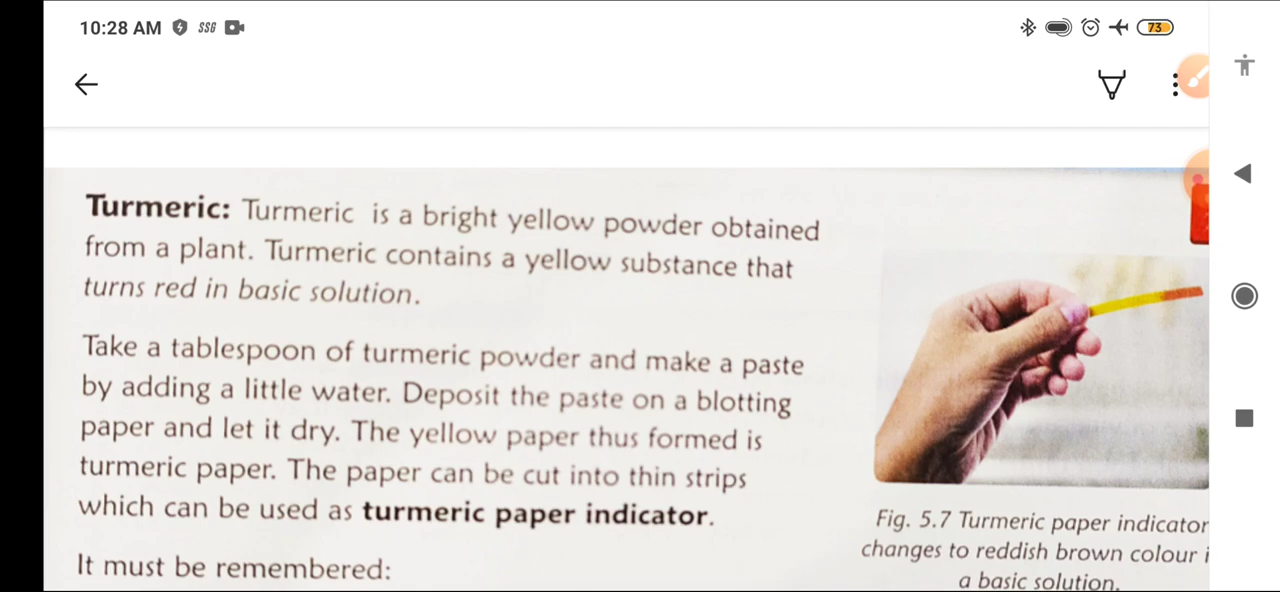 10:28 AM SSG
73
Turmeric: Turmeric is a bright yellow powder obtained
from a plant. Turmeric contains a yellow substance that
turns red in basic solution.
Take a tablespoon of turmeric powder and make a paste
by adding a little water. Deposit the paste on a blotting
paper and let it dry. The yellow paper thus formed is
turmeric paper. The paper can be cut into thin strips
which can be used as turmeric paper indicator.
It must be remembered:
Fig. 5.7 Turmeric paper indicator
changes to reddish brown colour i
a basic solution.